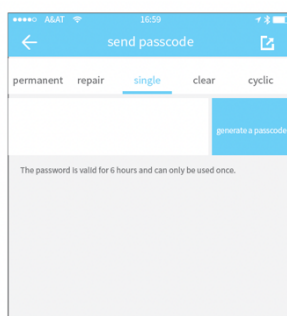 A&AT 16:59
send passcode
permanent repair single clear cyclic
generate a passcode
The password is valid for 6 hours and can only be used once.